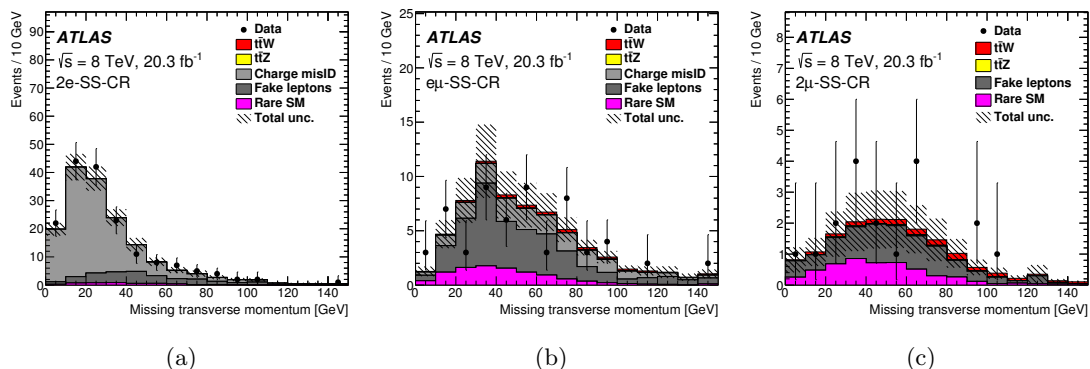 Events / 10 GeV
90
80
70
60
50
40
30
20
10
0
ATLAS
√s = 8 TeV, 20.3 fb-1
2e-SS-CR
Data
tt̄W
tt̄Z
Charge misID
Fake leptons
Rare SM
Total unc.
0 20 40 60 80 100 120 140
Missing transverse momentum [GeV]
(a)
Events / 10 GeV
25
20
15
10
5
0
ATLAS
√s = 8 TeV, 20.3 fb-1
eμ-SS-CR
Data
tt̄W
tt̄Z
Charge misID
Fake leptons
Rare SM
Total unc.
0 20 40 60 80 100 120 140
Missing transverse momentum [GeV]
(b)
Events / 10 GeV
8
7
6
5
4
3
2
1
0
ATLAS
√s = 8 TeV, 20.3 fb-1
2μ-SS-CR
Data
tt̄W
tt̄Z
Fake leptons
Rare SM
Total unc.
0 20 40 60 80 100 120 140
Missing transverse momentum [GeV]
(c)